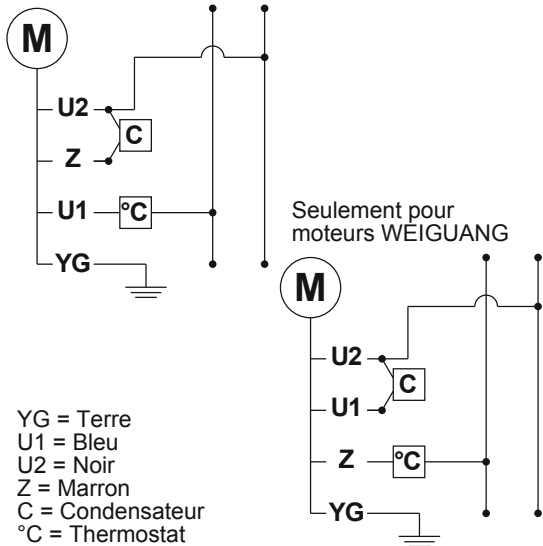 M
U2
C
Z
U1
°C
YG
Seulement pour
moteurs WEIGUANG
M
U2
C
U1
Z
°C
YG
YG = Terre
U1 = Bleu
U2 = Noir
Z = Marron
C = Condensateur
°C = Thermostat